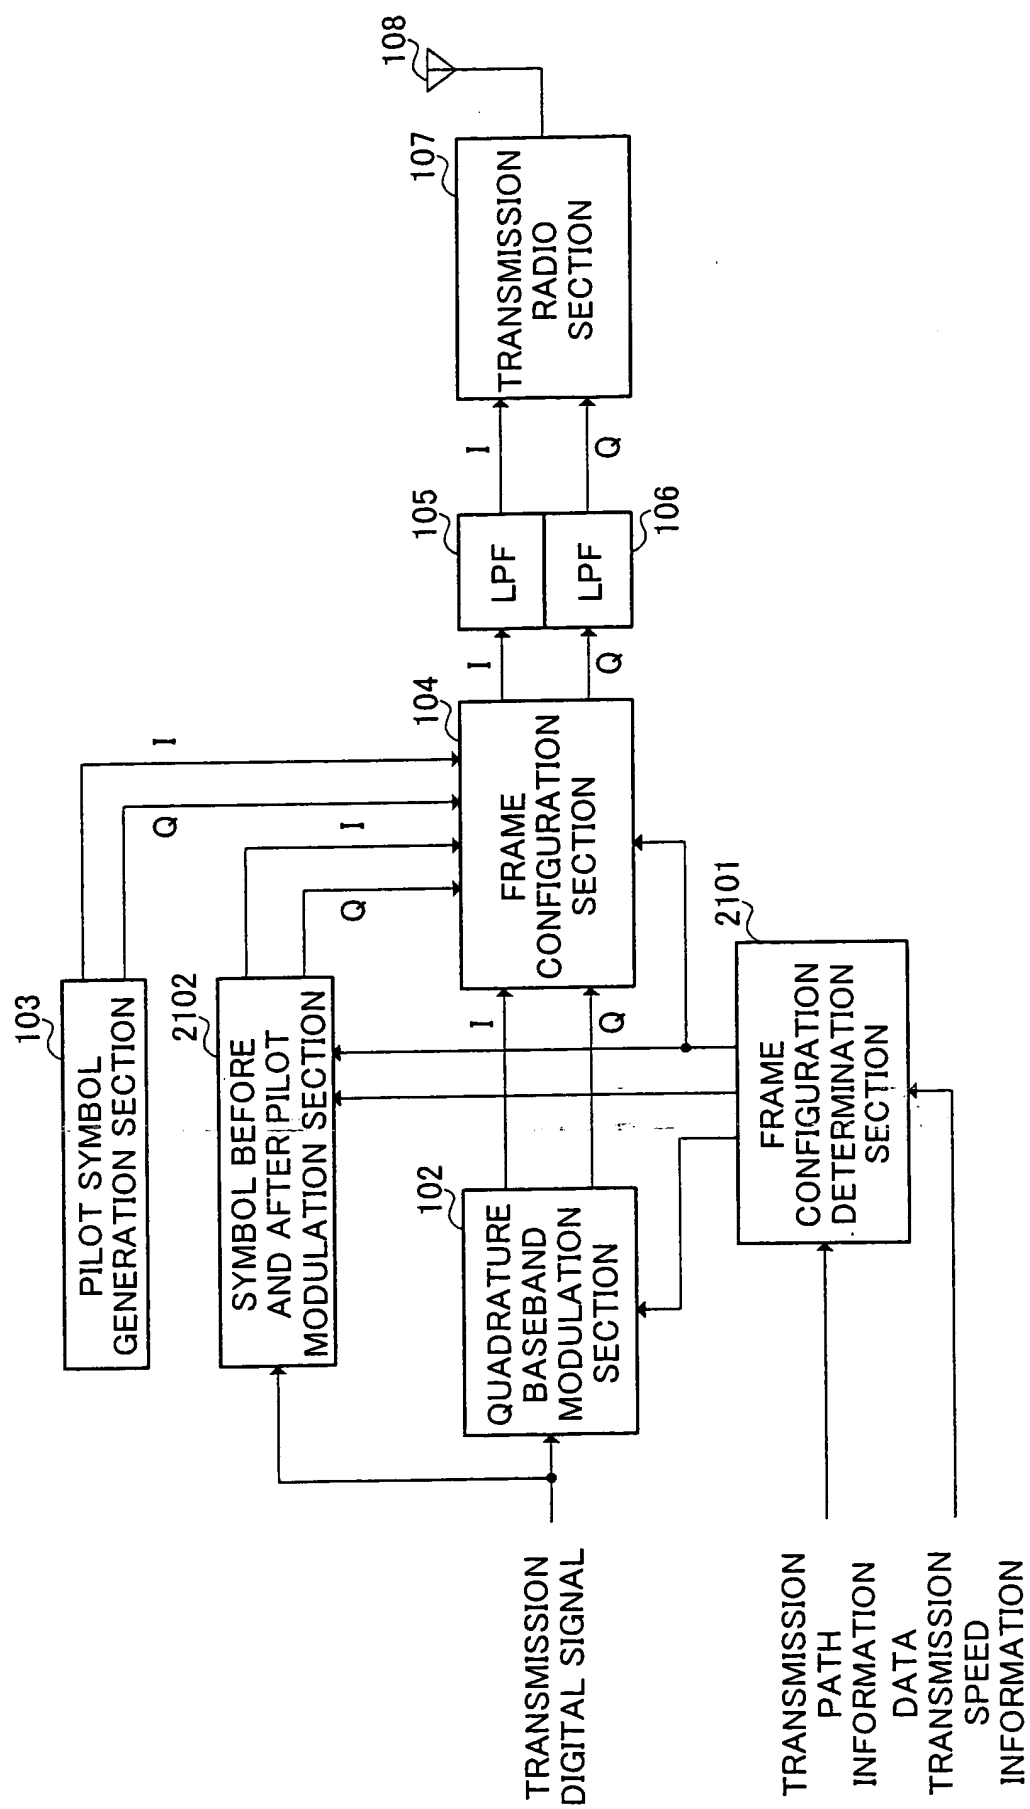 103
PILOT SYMBOL
GENERATION SECTION
I
Q
2102
SYMBOL BEFORE
AND AFTER PILOT
MODULATION SECTION
I
Q
TRANSMISSION
DIGITAL SIGNAL
102
QUADRATURE
BASEBAND
MODULATION
SECTION
I
Q
104
FRAME
CONFIGURATION
SECTION
I
Q
105
LPF
LPF
106
I
Q
107
TRANSMISSION
RADIO
SECTION
108
2101
FRAME
CONFIGURATION
DETERMINATION
SECTION
TRANSMISSION
PATH
INFORMATION
DATA
TRANSMISSION
SPEED
INFORMATION